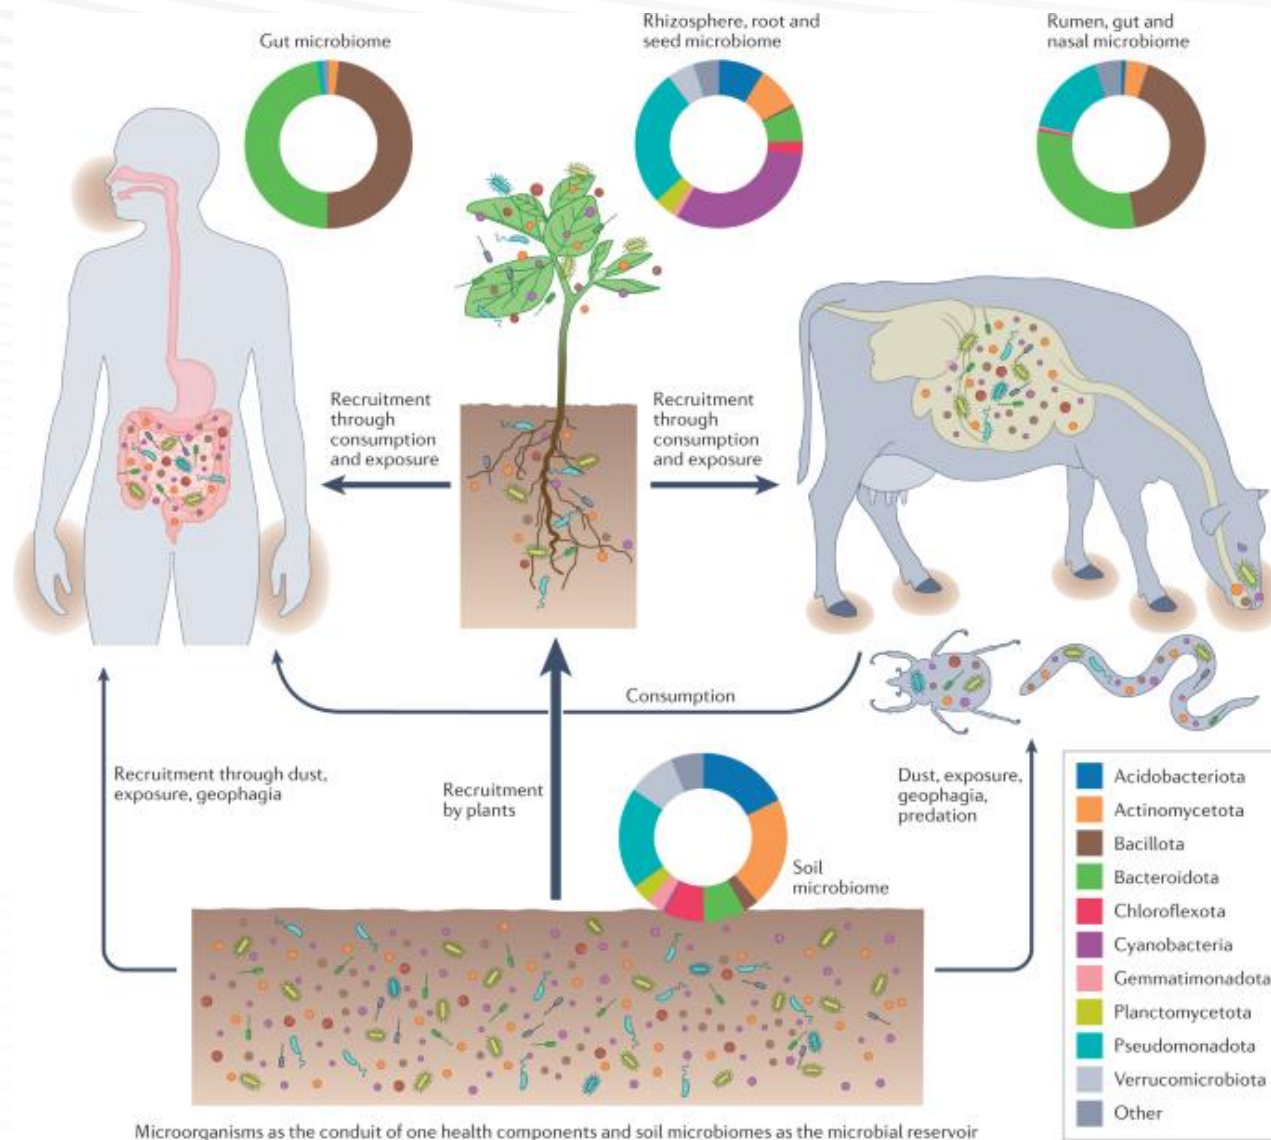 Gut microbiome
Rhizosphere, root and
seed microbiome
Rumen, gut and
nasal microbiome
Recruitment
through
consumption
and exposure
Recruitment
through
consumption
and exposure
Consumption
Recruitment through dust,
exposure, geophagia
Recruitment
by plants
Dust, exposure,
geophagia,
predation
Soil
microbiome
Acidobacteriota
Actinomycetota
Bacillota
Bacteroidota
Chloroflexota
Cyanobacteria
Gemmatimonadota
Planctomycetota
Pseudomonadota
Verrucomicrobiota
Other
Microorganisms as the conduit of one health components and soil microbiomes as the microbial reservoir